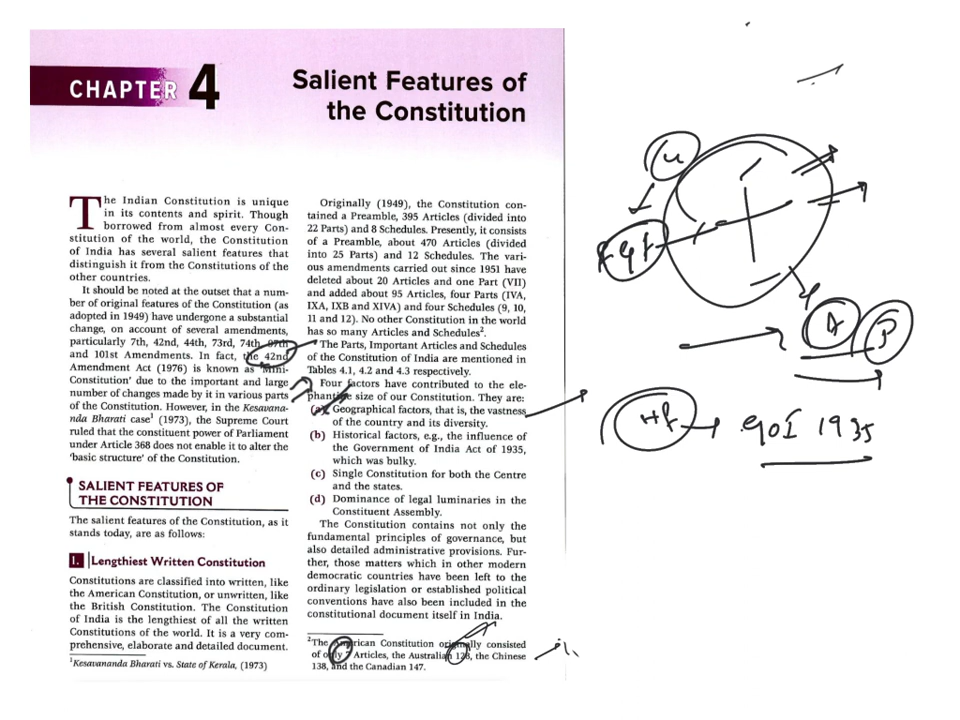 CHAPTER 4
Salient Features of
the Constitution
The Indian Constitution is unique
in its contents and spirit. Though
borrowed from almost every Con-
stitution of the world, the Constitution
of India has several salient features that
distinguish it from the Constitutions of the
other countries.
It should be noted at the outset that a num-
ber of original features of the Constitution (as
adopted in 1949) have undergone a substantial
change, on account of several amendments,
particularly 7th, 42nd, 44th, 73rd, 74th, 97th
and 101st Amendments. In fact, the 42nd
Amendment Act (1976) is known as 'Mini-
Constitution' due to the important and large
number of changes made by it in various parts
of the Constitution. However, in the Kesavana-
nda Bharati case¹ (1973), the Supreme Court
ruled that the constituent power of Parliament
under Article 368 does not enable it to alter the
'basic structure' of the Constitution.
SALIENT FEATURES OF
THE CONSTITUTION
The salient features of the Constitution, as it
stands today, are as follows:
1. Lengthiest Written Constitution
Constitutions are classified into written, like
the American Constitution, or unwritten, like
the British Constitution. The Constitution
of India is the lengthiest of all the written
Constitutions of the world. It is a very com-
prehensive, elaborate and detailed document.
¹Kesavananda Bharati vs. State of Kerala, (1973)
Originally (1949), the Constitution con-
tained a Preamble, 395 Articles (divided into
22 Parts) and 8 Schedules. Presently, it consists
of a Preamble, about 470 Articles (divided
into 25 Parts) and 12 Schedules. The vari-
ous amendments carried out since 1951 have
deleted about 20 Articles and one Part (VII)
and added about 95 Articles, four Parts (IVA,
IXA, IXB and XIVA) and four Schedules (9, 10,
11 and 12). No other Constitution in the world
has so many Articles and Schedules².
The Parts, Important Articles and Schedules
of the Constitution of India are mentioned in
Tables 4.1, 4.2 and 4.3 respectively.
Four factors have contributed to the ele-
phantine size of our Constitution. They are:
(a) Geographical factors, that is, the vastness
of the country and its diversity.
(b) Historical factors, e.g., the influence of
the Government of India Act of 1935,
which was bulky.
(c) Single Constitution for both the Centre
and the states.
(d) Dominance of legal luminaries in the
Constituent Assembly.
The Constitution contains not only the
fundamental principles of governance, but
also detailed administrative provisions. Fur-
ther, those matters which in other modern
democratic countries have been left to the
ordinary legislation or established political
conventions have also been included in the
constitutional document itself in India.
²The American Constitution originally consisted
of only 7 Articles, the Australian 128, the Chinese
138, and the Canadian 147.
A P
Hf GOI 1935